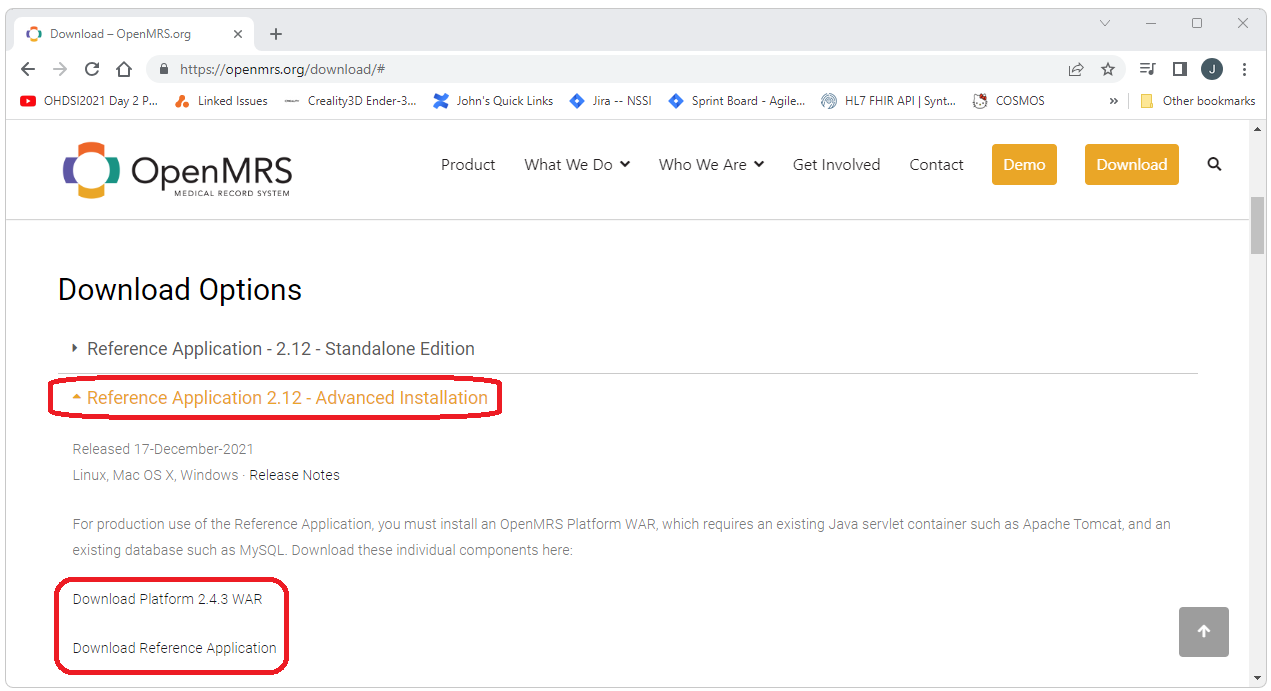 Download – OpenMRS.org
https://openmrs.org/download/#
J
OHDSI2021 Day 2 P... Linked Issues Creality3D Ender-3... John's Quick Links Jira -- NSSI Sprint Board - Agile... HL7 FHIR API | Synt... COSMOS » Other bookmarks
OpenMRS
MEDICAL RECORD SYSTEM
Product What We Do Who We Are Get Involved Contact Demo Download
Download Options
Reference Application - 2.12 - Standalone Edition
Reference Application 2.12 - Advanced Installation
Released 17-December-2021
Linux, Mac OS X, Windows · Release Notes
For production use of the Reference Application, you must install an OpenMRS Platform WAR, which requires an existing Java servlet container such as Apache Tomcat, and an
existing database such as MySQL. Download these individual components here:
Download Platform 2.4.3 WAR
Download Reference Application